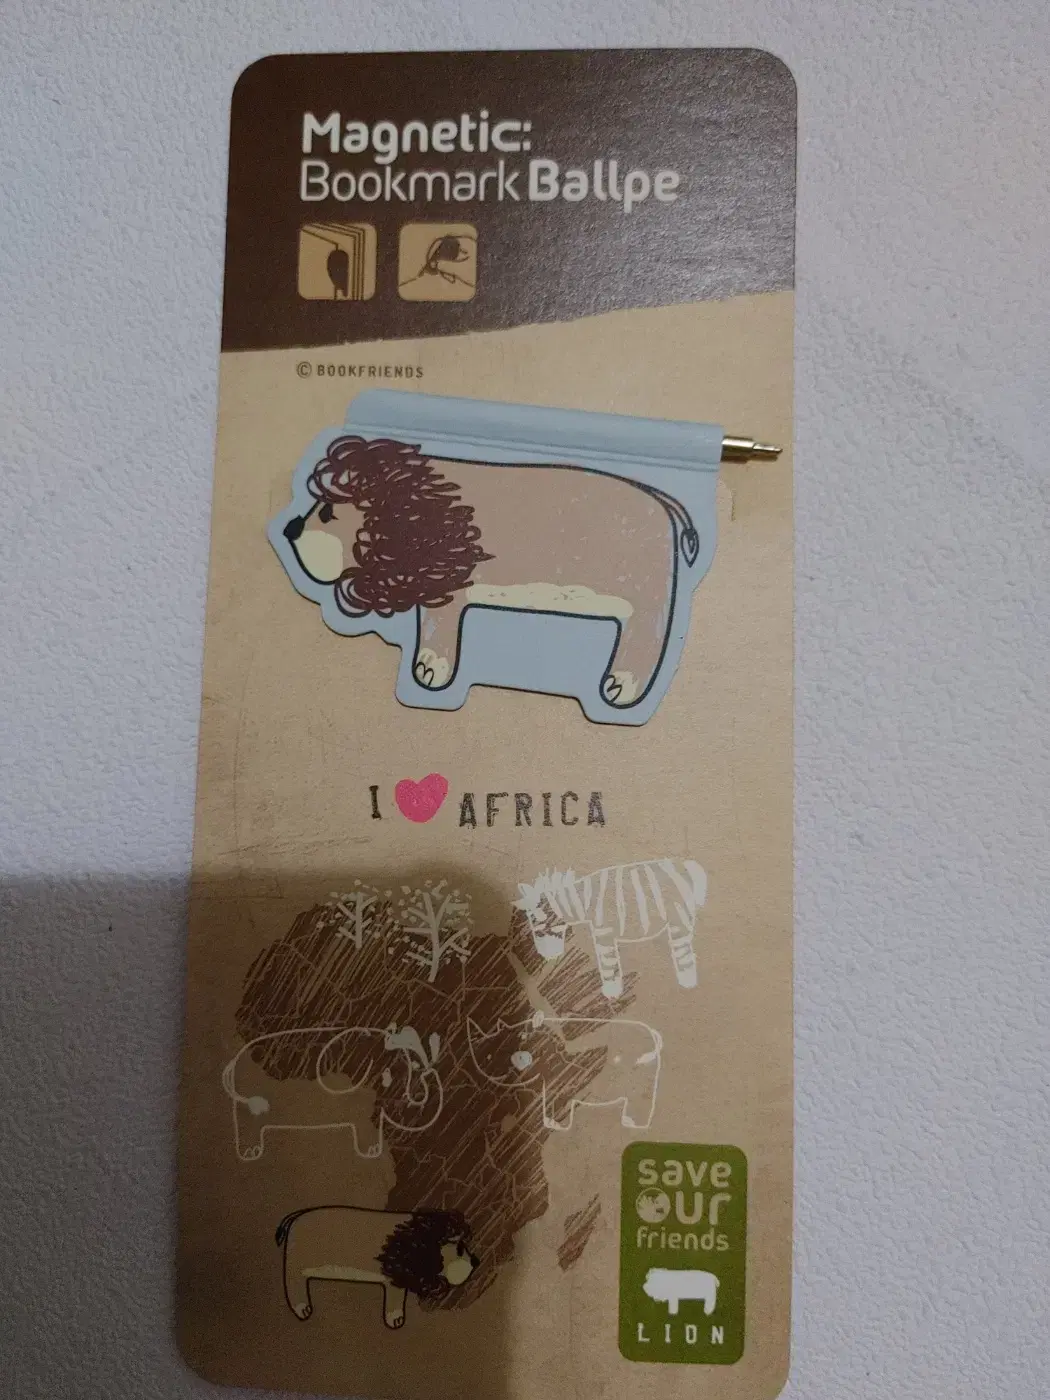 Magnetic:
Bookmark Ballpe
© BOOKFRIENDS
I ♥ AFRICA
save
our
friends
LION